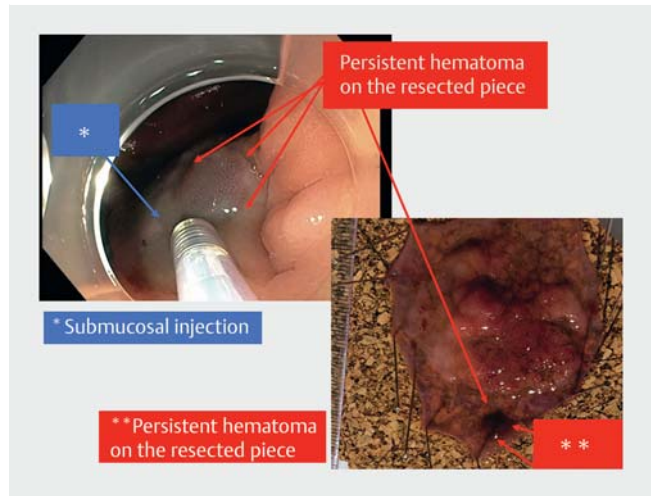 Persistent hematoma
on the resected piece
*
* Submucosal injection
**Persistent hematoma
on the resected piece
**